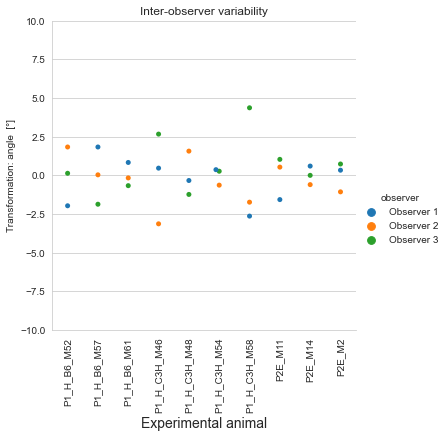 Inter-observer variability
10.0
7.5
5.0
2.5
0.0
−2.5
−5.0
−7.5
−10.0
Transformation: angle [°]
P1_H_B6_M52
P1_H_B6_M57
P1_H_B6_M61
P1_H_C3H_M46
P1_H_C3H_M48
P1_H_C3H_M54
P1_H_C3H_M58
P2E_M11
P2E_M14
P2E_M2
Experimental animal
observer
Observer 1
Observer 2
Observer 3